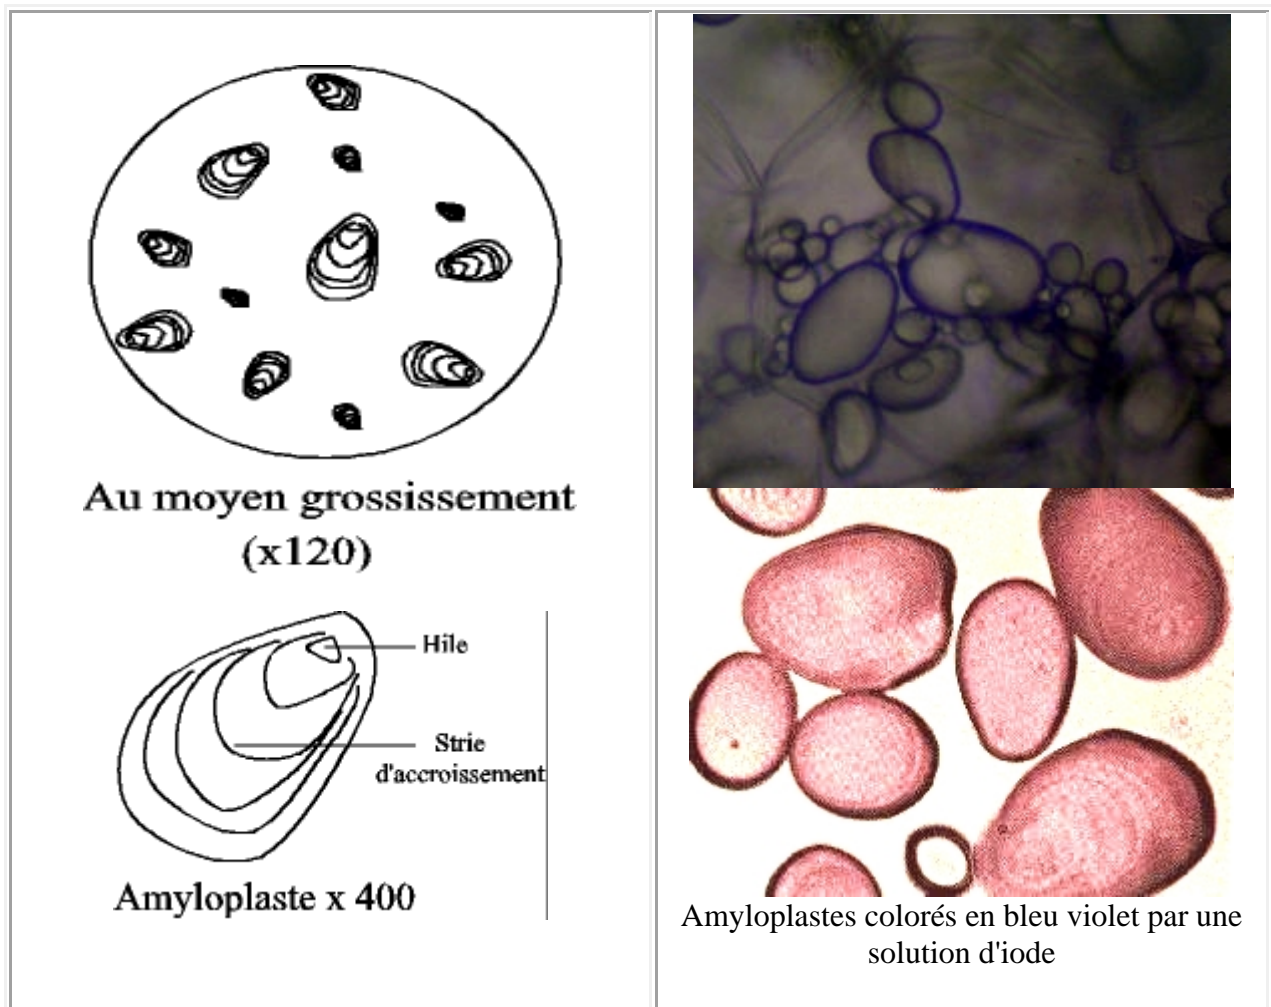 Au moyen grossissement
(x120)
Hile
Strie
d'accroissement
Amyloplaste x 400
Amyloplastes colorés en bleu violet par une
solution d'iode